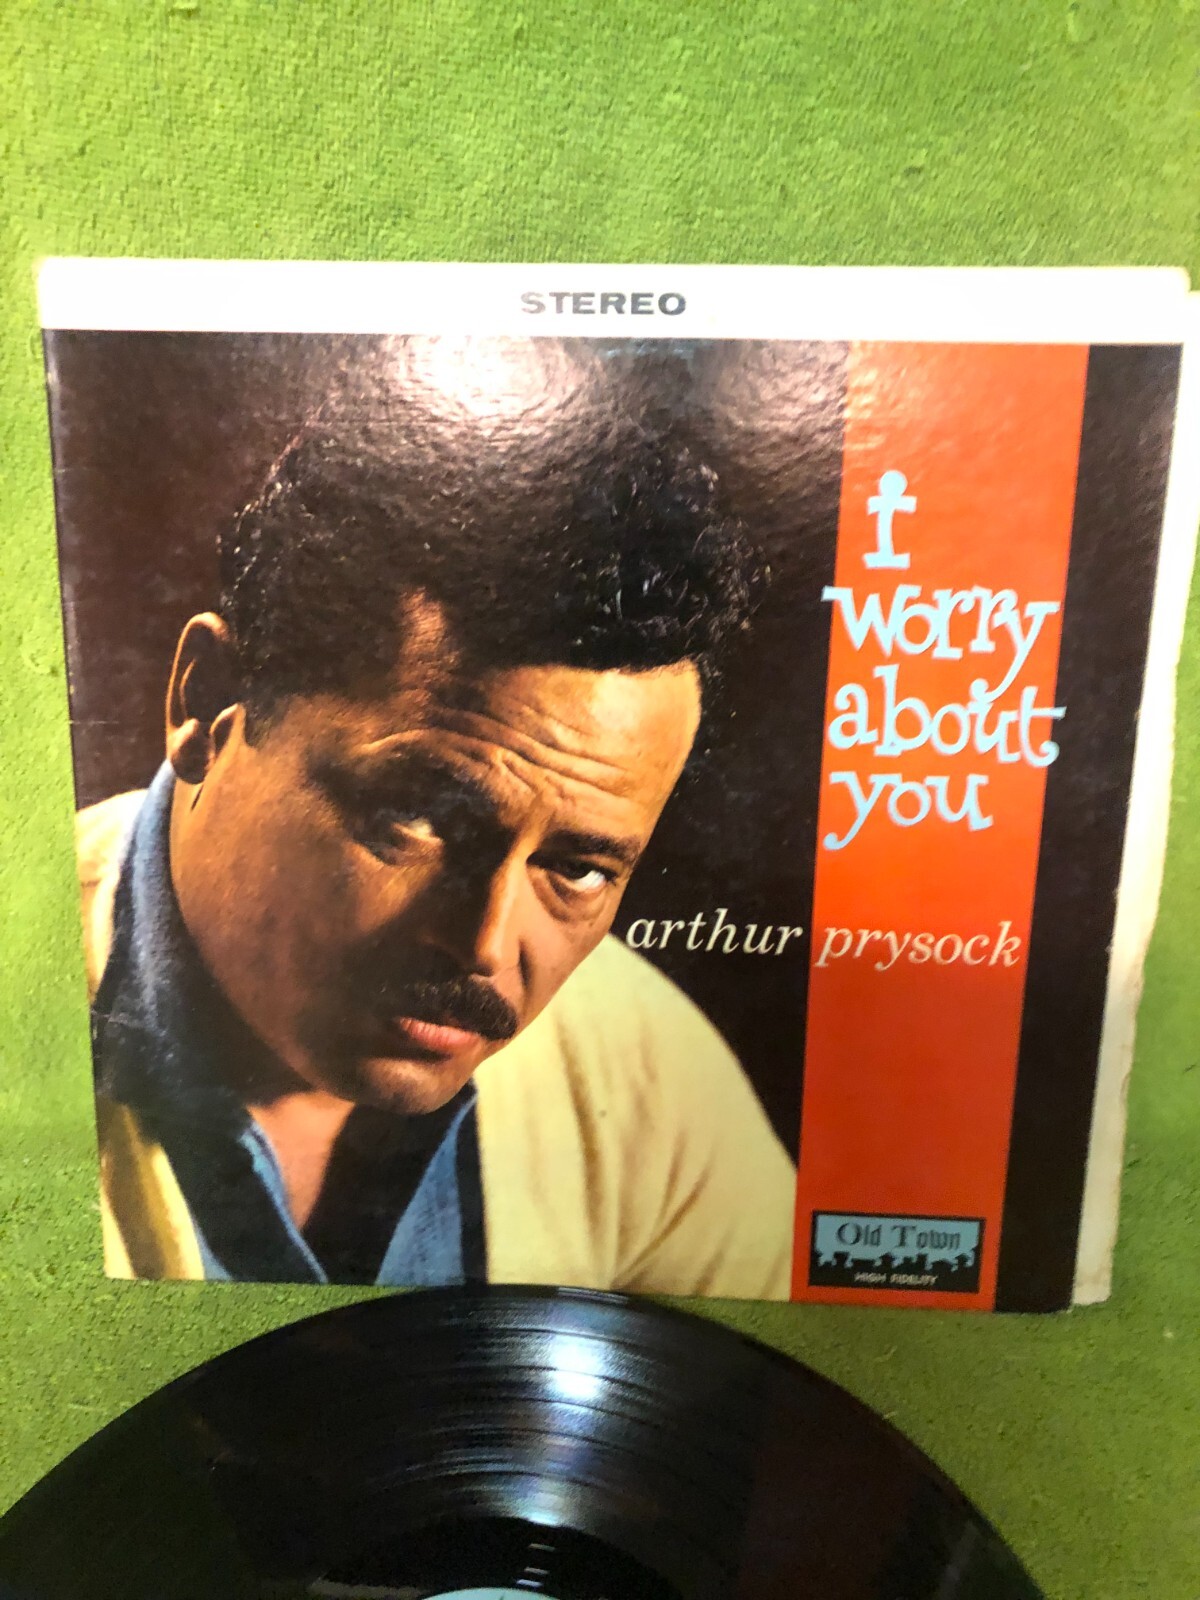 STEREO
i
worry
about
you
arthur prysock
Old Town
HIGH FIDELITY